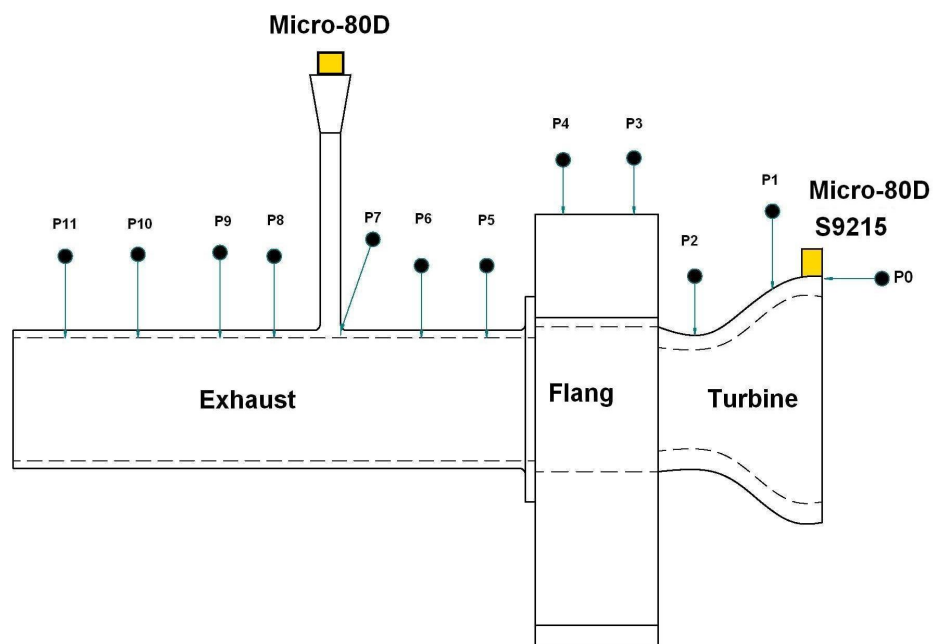 Micro-80D
P4
P3
P1
Micro-80D
S9215
P11
P10
P9
P8
P7
P6
P5
P2
P0
Exhaust
Flang
Turbine